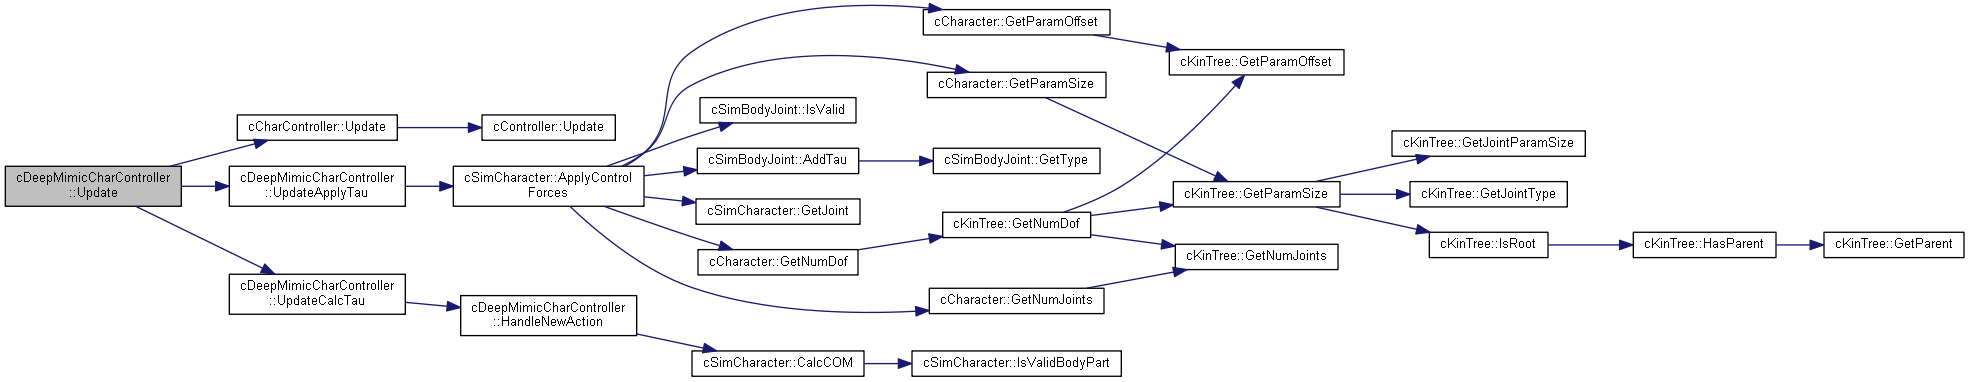 cDeepMimicCharController
::Update
cCharController::Update
cController::Update
cDeepMimicCharController
::UpdateApplyTau
cSimCharacter::ApplyControl
Forces
cCharacter::GetParamOffset
cKinTree::GetParamOffset
cCharacter::GetParamSize
cSimBodyJoint::IsValid
cSimBodyJoint::AddTau
cSimBodyJoint::GetType
cSimCharacter::GetJoint
cCharacter::GetNumDof
cKinTree::GetNumDof
cKinTree::GetParamSize
cKinTree::GetJointParamSize
cKinTree::GetJointType
cKinTree::IsRoot
cKinTree::HasParent
cKinTree::GetParent
cKinTree::GetNumJoints
cCharacter::GetNumJoints
cDeepMimicCharController
::UpdateCalcTau
cDeepMimicCharController
::HandleNewAction
cSimCharacter::CalcCOM
cSimCharacter::IsValidBodyPart